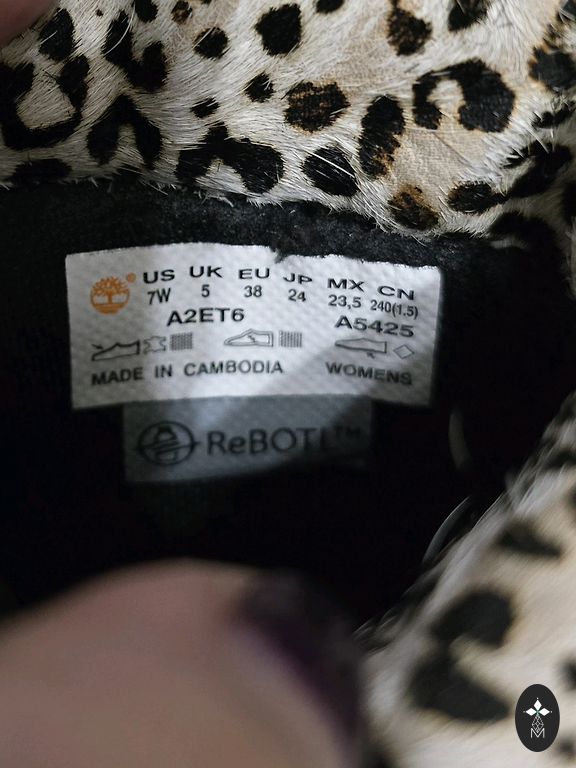 US UK EU JP MX CN
7W 5 38 24 23,5 240(1.5)
A2ET6 A5425
MADE IN CAMBODIA WOMENS
ReBOTL™
M